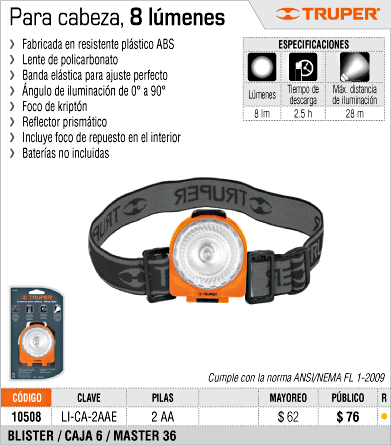 Para cabeza, 8 lúmenes
TRUPER
Fabricada en resistente plástico ABS
Lente de policarbonato
Banda elástica para ajuste perfecto
Ángulo de iluminación de 0° a 90°
Foco de kriptón
Reflector prismático
Incluye foco de repuesto en el interior
Baterías no incluidas
ESPECIFICACIONES
Lúmenes
Tiempo de descarga
Máx. distancia de iluminación
8 lm
2.5 h
28 m
TRUPER
TRUPER
TRUPER
Cumple con la norma ANSI/NEMA FL 1-2009
CÓDIGO CLAVE PILAS MAYOREO PÚBLICO R
10508 LI-CA-2AAE 2 AA $ 62 $ 76
BLISTER / CAJA 6 / MASTER 36